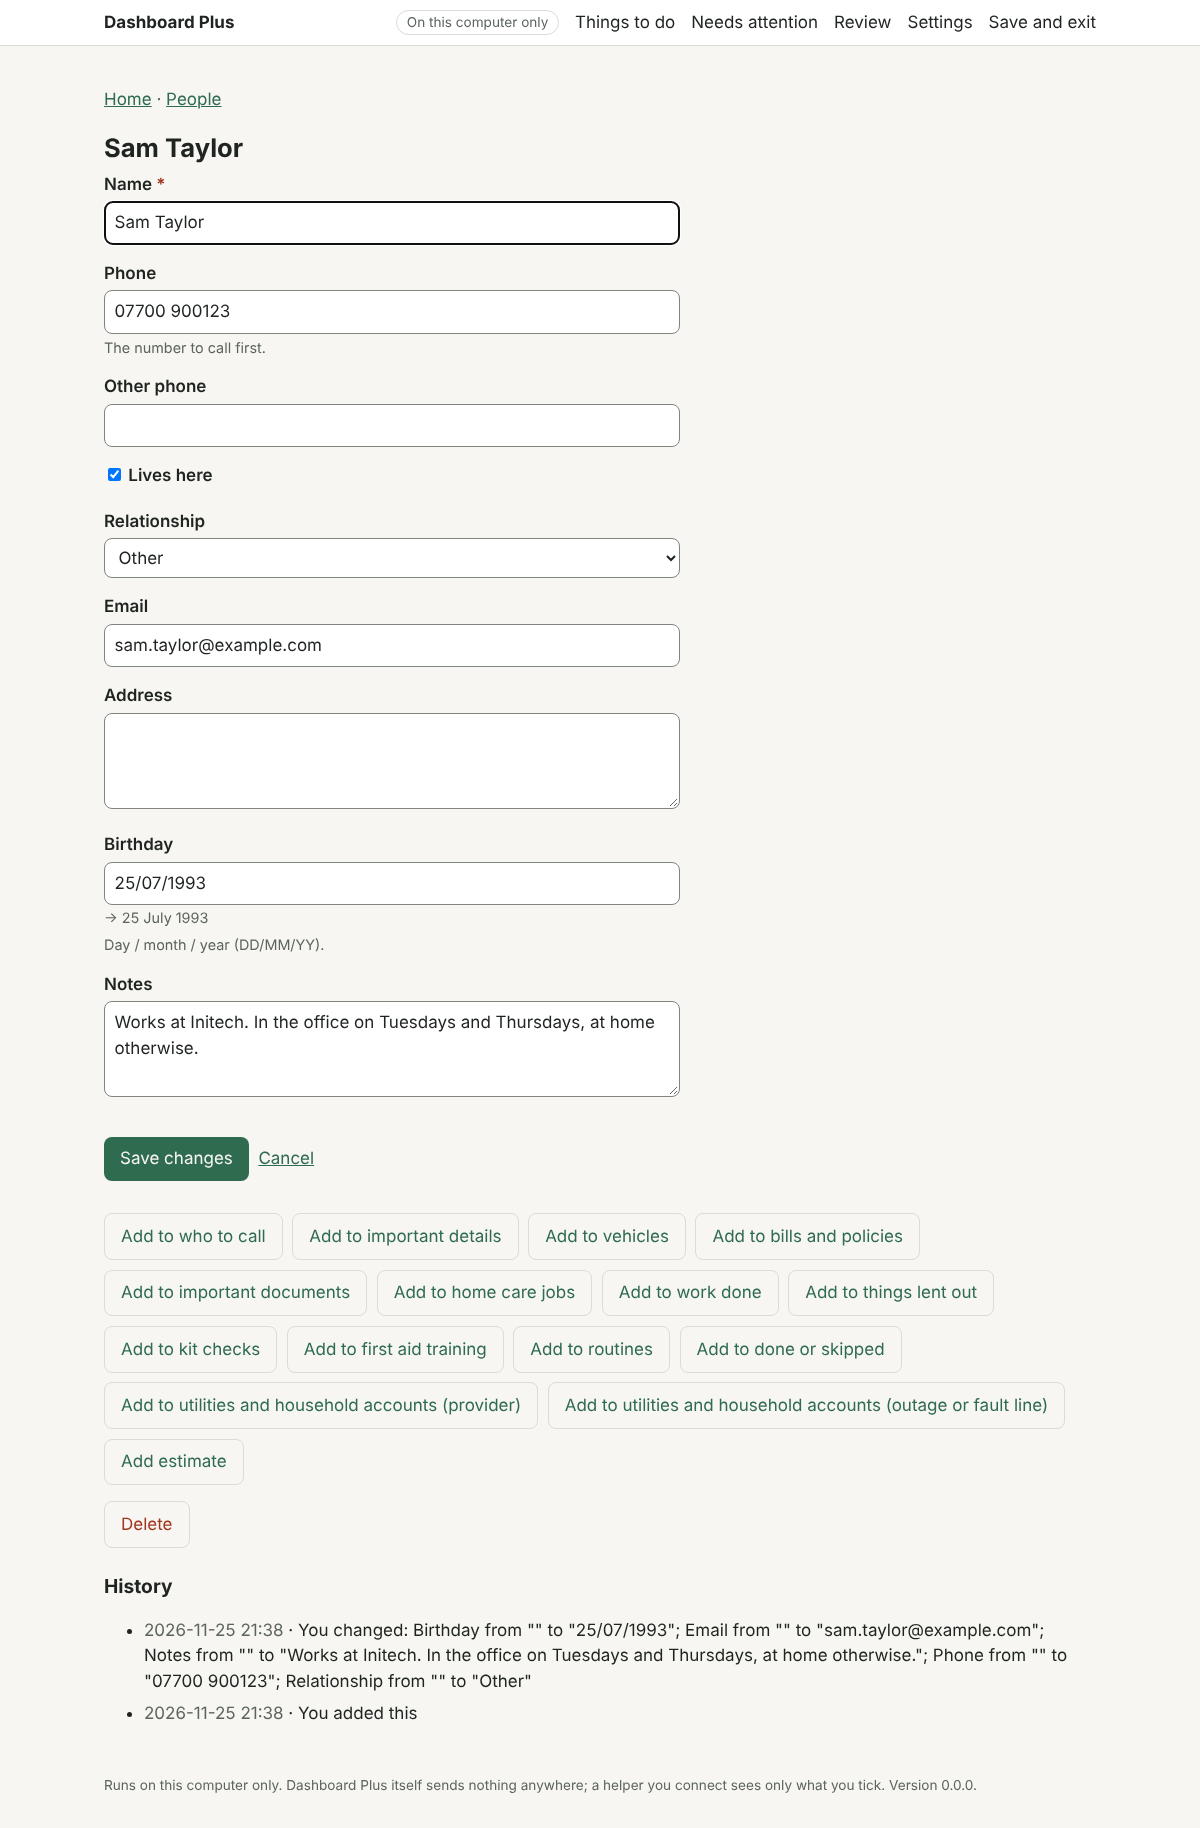 Dashboard Plus
On this computer only
Things to do
Needs attention
Review
Settings
Save and exit
Home · People
Sam Taylor
Name *
Sam Taylor
Phone
07700 900123
The number to call first.
Other phone
Lives here
Relationship
Other
Email
sam.taylor@example.com
Address
Birthday
25/07/1993
→ 25 July 1993
Day / month / year (DD/MM/YY).
Notes
Works at Initech. In the office on Tuesdays and Thursdays, at home
otherwise.
Save changes
Cancel
Add to who to call
Add to important details
Add to vehicles
Add to bills and policies
Add to important documents
Add to home care jobs
Add to work done
Add to things lent out
Add to kit checks
Add to first aid training
Add to routines
Add to done or skipped
Add to utilities and household accounts (provider)
Add to utilities and household accounts (outage or fault line)
Add estimate
Delete
History
2026-11-25 21:38 · You changed: Birthday from "" to "25/07/1993"; Email from "" to "sam.taylor@example.com";
Notes from "" to "Works at Initech. In the office on Tuesdays and Thursdays, at home otherwise."; Phone from "" to
"07700 900123"; Relationship from "" to "Other"
2026-11-25 21:38 · You added this
Runs on this computer only. Dashboard Plus itself sends nothing anywhere; a helper you connect sees only what you tick. Version 0.0.0.